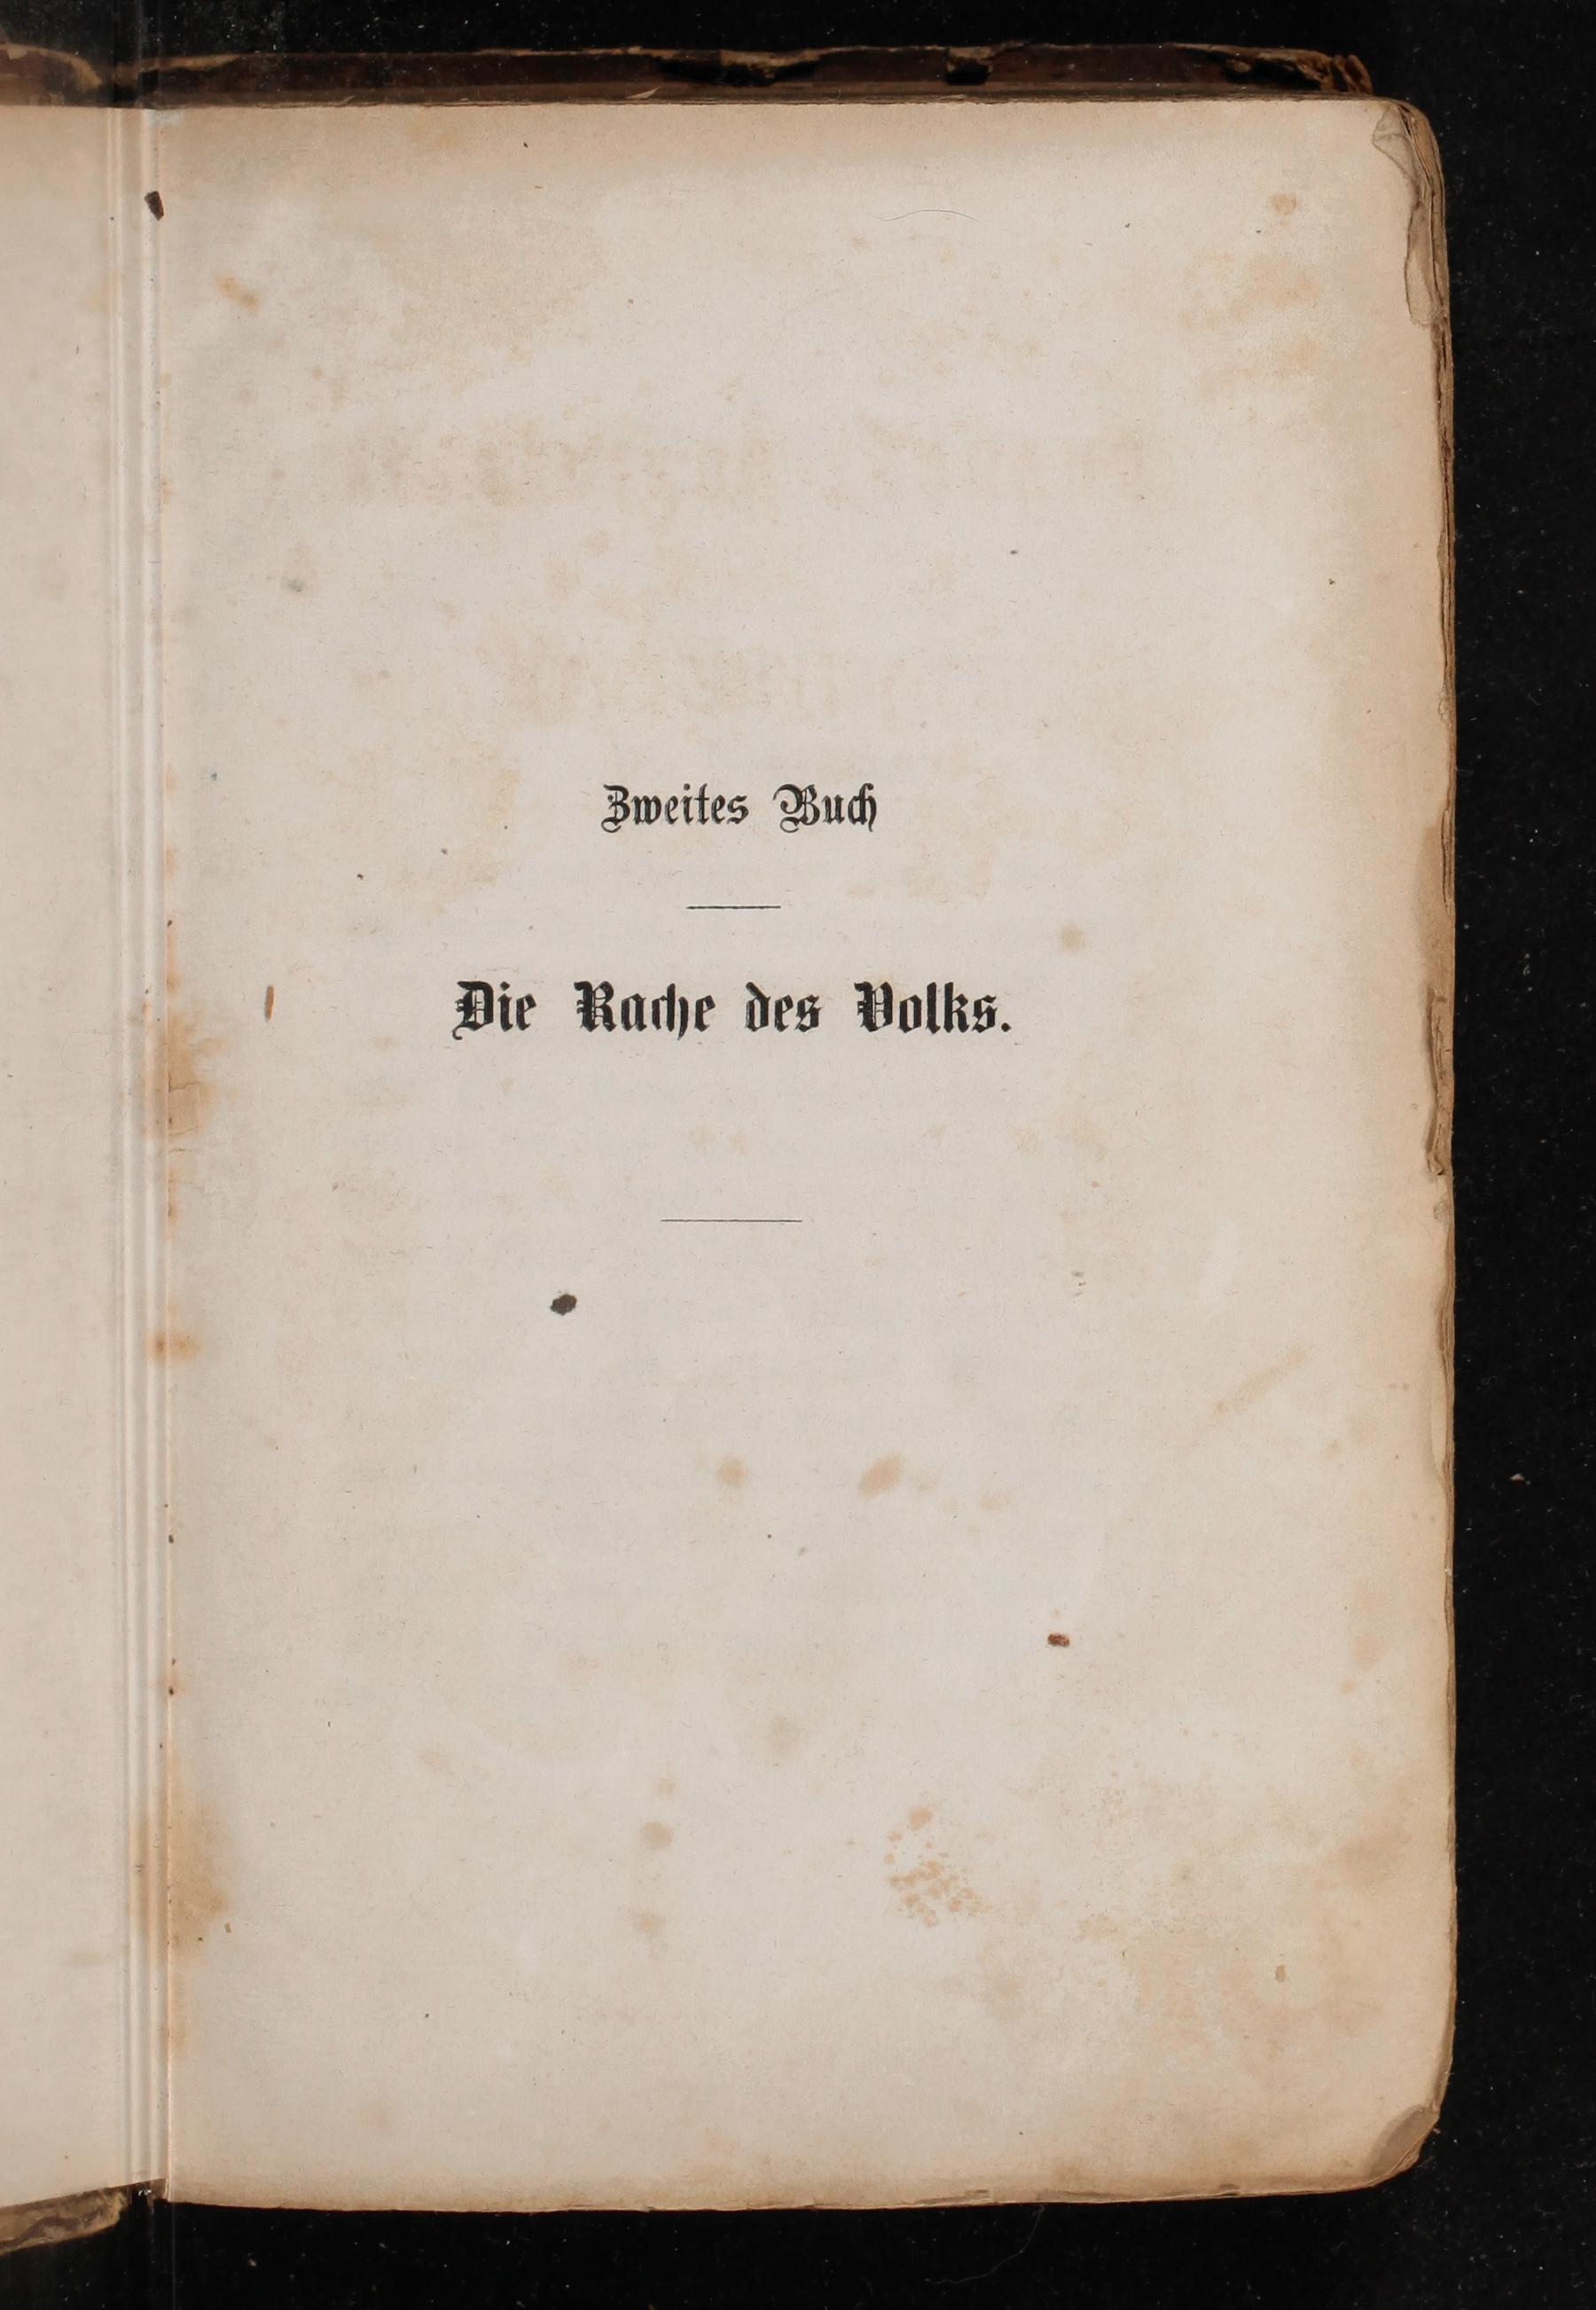 Zweites Buch
Die Rache des Volks.